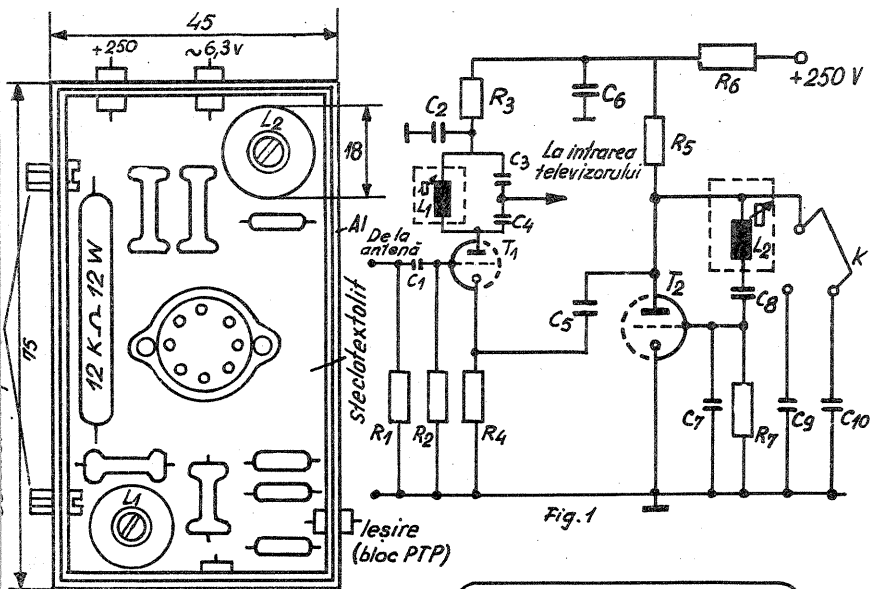 45
+250
~6,3v
L2
18
Al
12 KΩ 12 W
75
steclotextolit
L1
Ieșire
(bloc PTP)
R3
C6
R6
+250 V
C2
C3
La intrarea
televizorului
R5
L1
C4
De la
antenă
C1
T1
L2
K
C5
T2
C8
R1
R2
R4
C7
R7
C9
C10
Fig.1